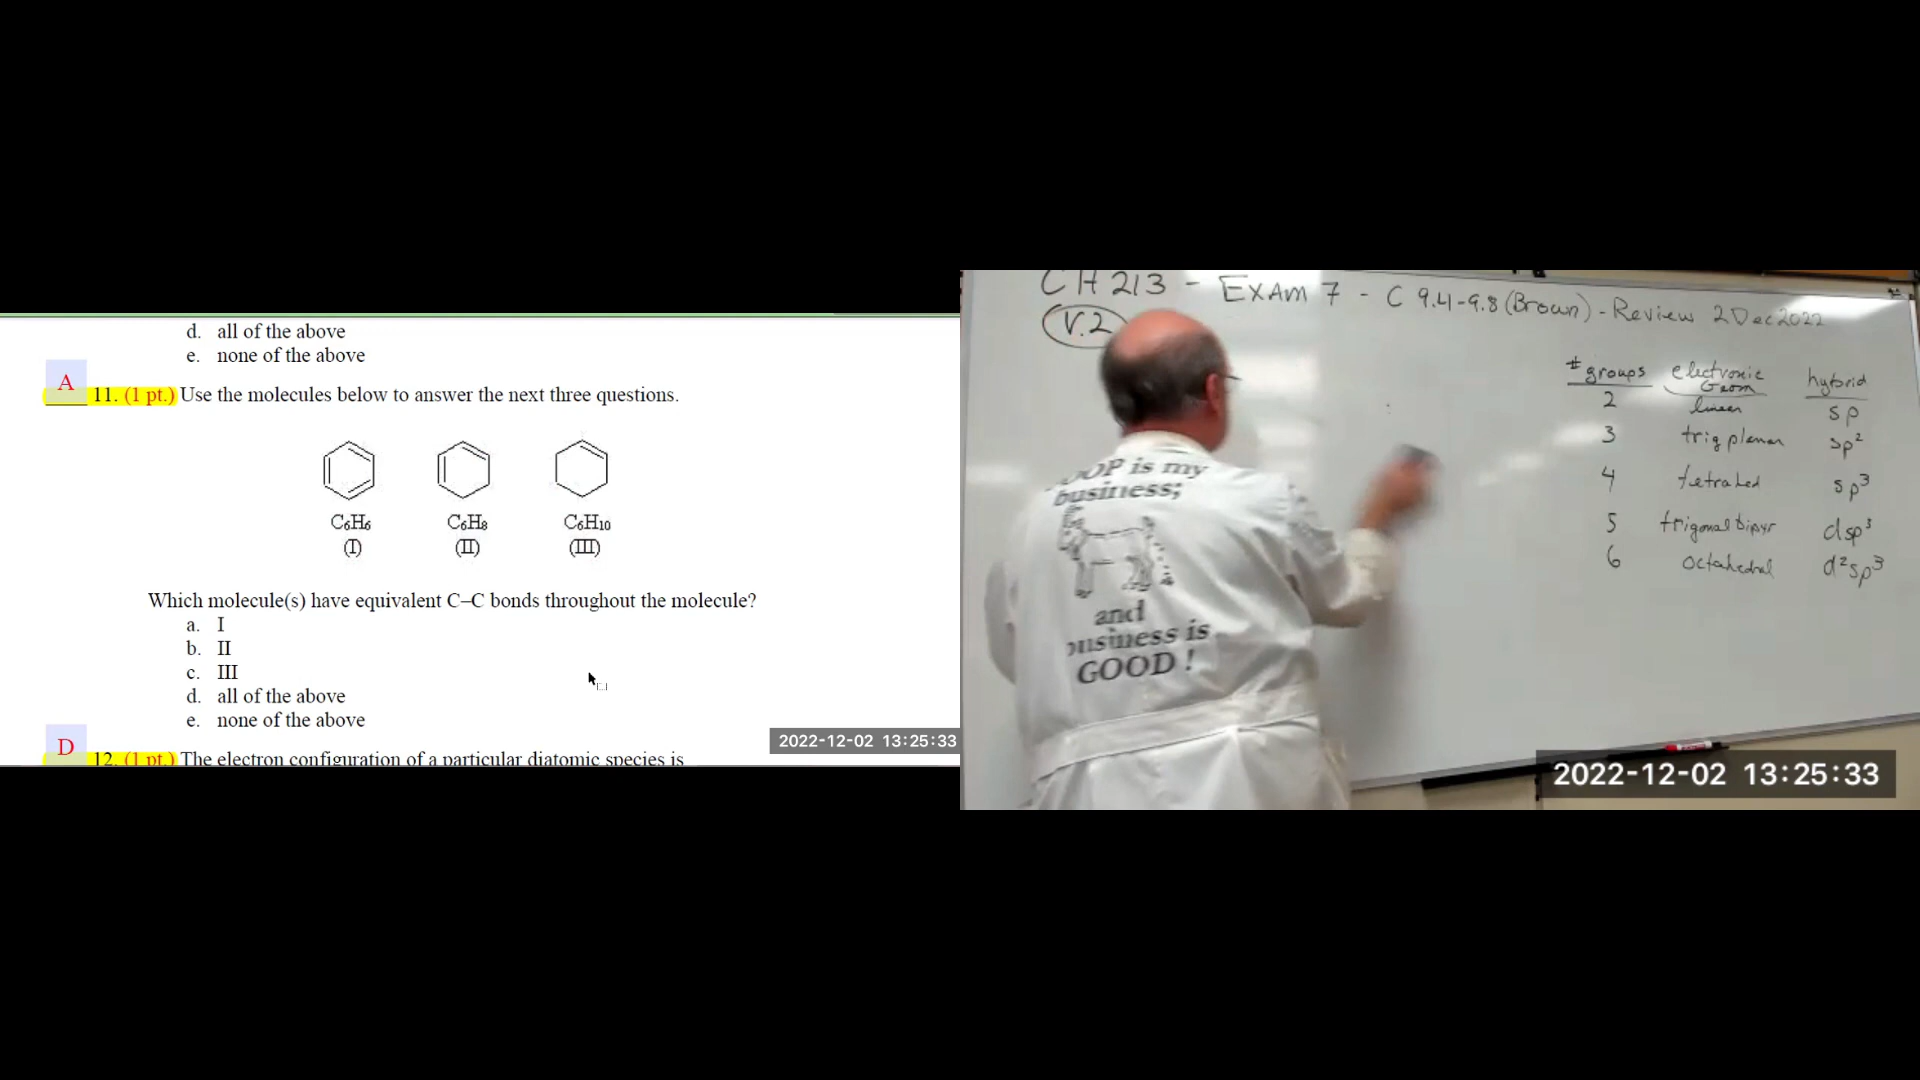 d. all of the above
e. none of the above
A
11. (1 pt.) Use the molecules below to answer the next three questions.
C6H6 C6H8 C6H10
(I) (II) (III)
Which molecule(s) have equivalent C–C bonds throughout the molecule?
a. I
b. II
c. III
d. all of the above
e. none of the above
D
12. (1 pt.) The electron configuration of a particular diatomic species is
2022-12-02 13:25:33
CH 213 - Exam 7 - C 9.4-9.8 (Brown) - Review 2 Dec 2022
V.2
# groups electronic Geom hybrid
2 linear sp
3 trig planar sp²
4 tetrahed sp³
5 trigonal bipyr dsp³
6 octahedral d²sp³
OOP is my
business;
and
business is
GOOD!
2022-12-02 13:25:33